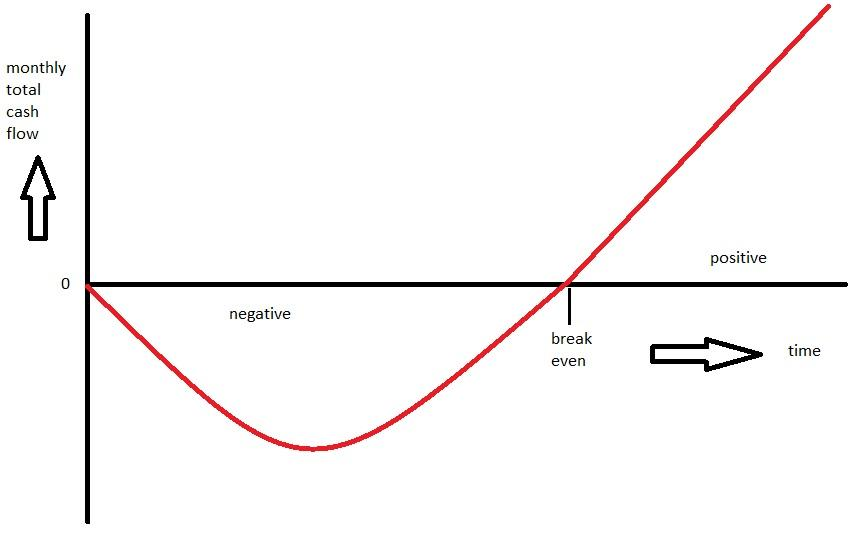 monthly
total
cash
flow
0
negative
positive
break
even
time